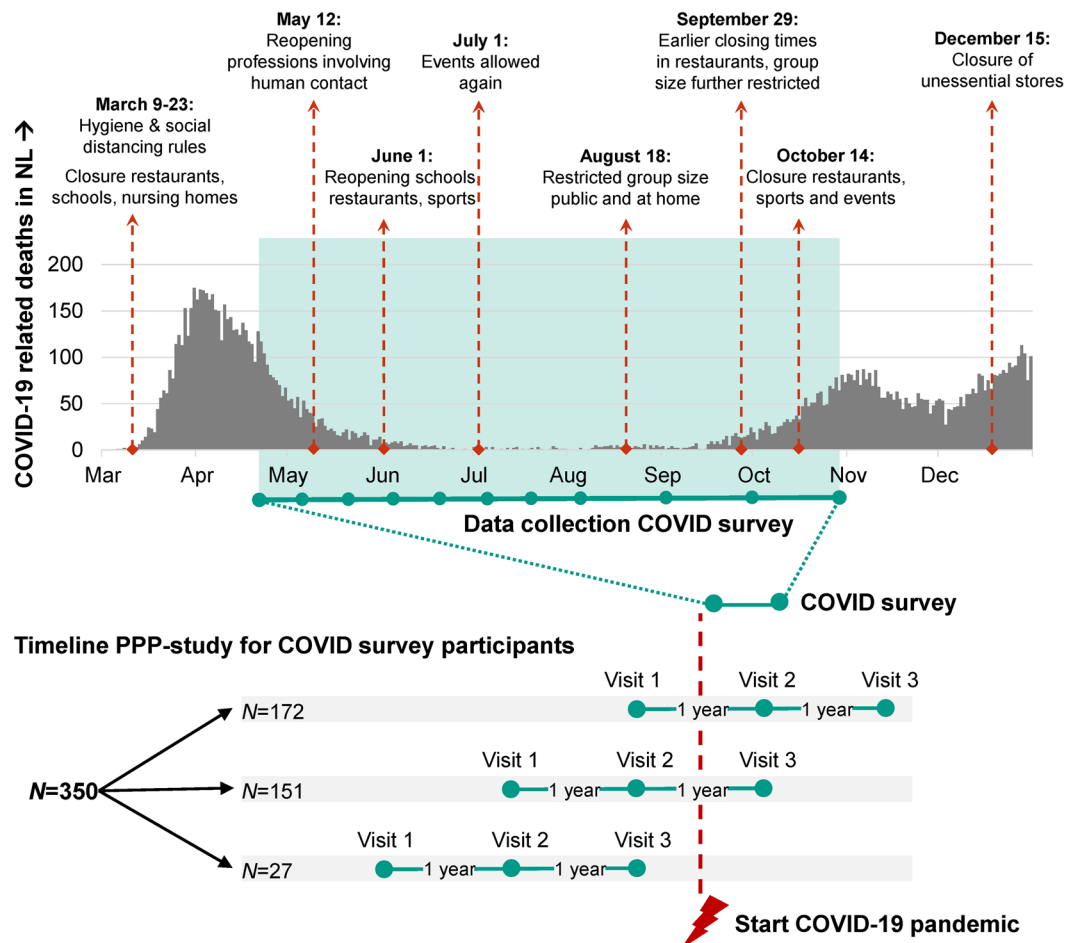 May 12:
Reopening
professions involving
human contact
July 1:
Events allowed
again
September 29:
Earlier closing times
in restaurants, group
size further restricted
December 15:
Closure of
unessential stores
March 9-23:
Hygiene & social
distancing rules
Closure restaurants,
schools, nursing homes
June 1:
Reopening schools,
restaurants, sports
August 18:
Restricted group size
public and at home
October 14:
Closure restaurants,
sports and events
COVID-19 related deaths in NL →
200
150
100
50
0
Mar Apr May Jun Jul Aug Sep Oct Nov Dec
Data collection COVID survey
COVID survey
Timeline PPP-study for COVID survey participants
Visit 1 Visit 2 Visit 3
N=172 1 year 1 year
Visit 1 Visit 2 Visit 3
N=350 N=151 1 year 1 year
Visit 1 Visit 2 Visit 3
N=27 1 year 1 year
Start COVID-19 pandemic